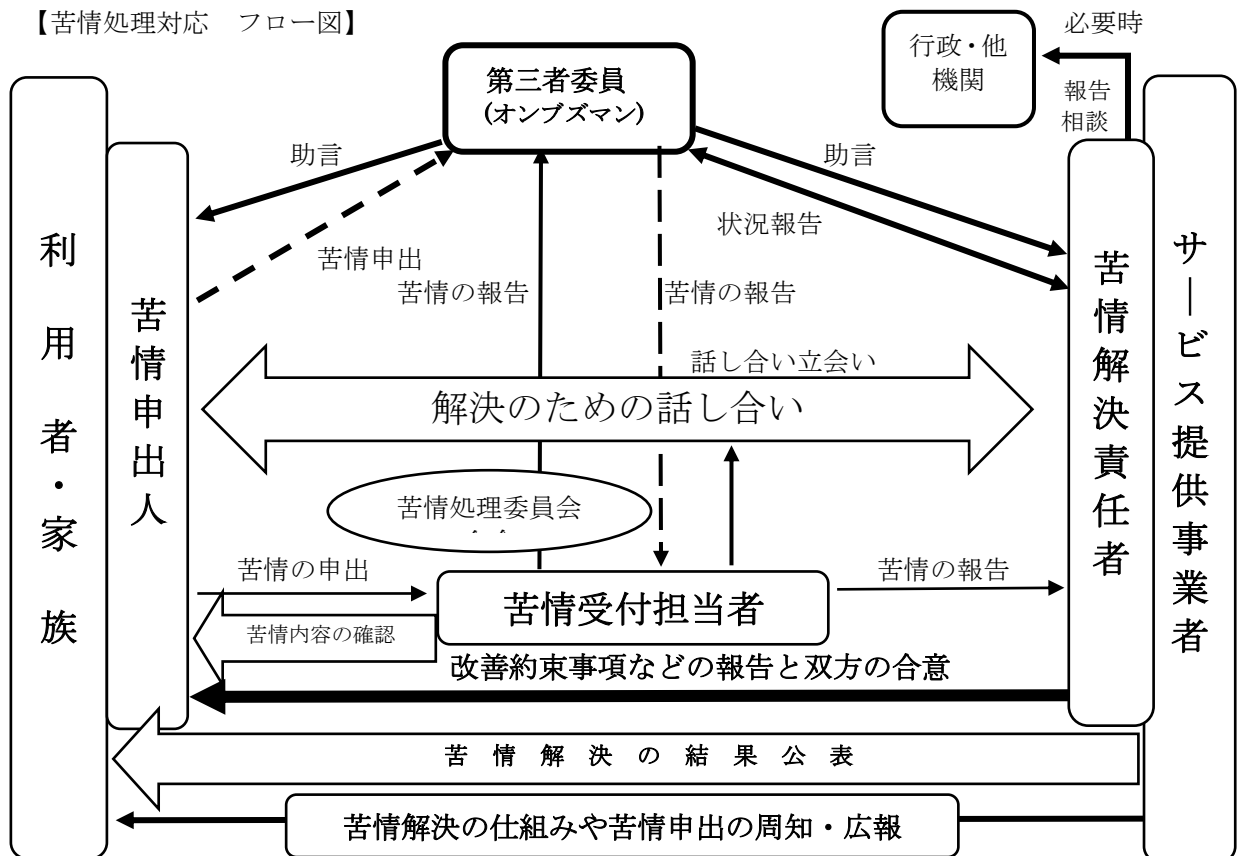 【苦情処理対応　フロー図】
必要時
行政・他
機関
第三者委員
(オンブズマン)
報告
相談
助言
助言
状況報告
苦情申出
苦情の報告
苦情の報告
利用者・家族
苦情申出人
苦情解決責任者
サービス提供事業者
話し合い立会い
解決のための話し合い
苦情処理委員会
苦情の申出
苦情の報告
苦情受付担当者
苦情内容の確認
改善約束事項などの報告と双方の合意
苦情解決の結果公表
苦情解決の仕組みや苦情申出の周知・広報